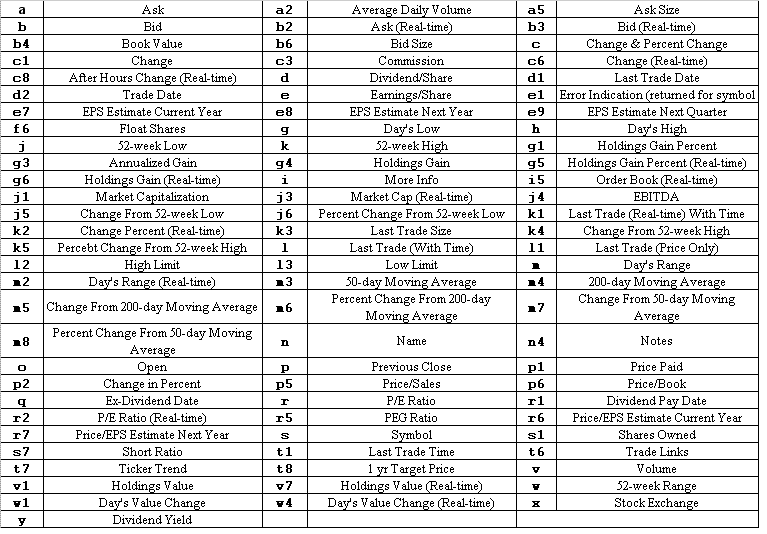 a Ask a2 Average Daily Volume a5 Ask Size
b Bid b2 Ask (Real-time) b3 Bid (Real-time)
b4 Book Value b6 Bid Size c Change & Percent Change
c1 Change c3 Commission c6 Change (Real-time)
c8 After Hours Change (Real-time) d Dividend/Share d1 Last Trade Date
d2 Trade Date e Earnings/Share e1 Error Indication (returned for symbol
e7 EPS Estimate Current Year e8 EPS Estimate Next Year e9 EPS Estimate Next Quarter
f6 Float Shares g Day's Low h Day's High
j 52-week Low k 52-week High g1 Holdings Gain Percent
g3 Annualized Gain g4 Holdings Gain g5 Holdings Gain Percent (Real-time)
g6 Holdings Gain (Real-time) i More Info i5 Order Book (Real-time)
j1 Market Capitalization j3 Market Cap (Real-time) j4 EBITDA
j5 Change From 52-week Low j6 Percent Change From 52-week Low k1 Last Trade (Real-time) With Time
k2 Change Percent (Real-time) k3 Last Trade Size k4 Change From 52-week High
k5 Percebt Change From 52-week High l Last Trade (With Time) l1 Last Trade (Price Only)
l2 High Limit l3 Low Limit m Day's Range
m2 Day's Range (Real-time) m3 50-day Moving Average m4 200-day Moving Average
m5 Change From 200-day Moving Average m6 Percent Change From 200-day m7 Change From 50-day Moving
Moving Average Average
m8 Percent Change From 50-day Moving n Name n4 Notes
Average
o Open p Previous Close p1 Price Paid
p2 Change in Percent p5 Price/Sales p6 Price/Book
q Ex-Dividend Date r P/E Ratio r1 Dividend Pay Date
r2 P/E Ratio (Real-time) r5 PEG Ratio r6 Price/EPS Estimate Current Year
r7 Price/EPS Estimate Next Year s Symbol s1 Shares Owned
s7 Short Ratio t1 Last Trade Time t6 Trade Links
t7 Ticker Trend t8 1 yr Target Price v Volume
v1 Holdings Value v7 Holdings Value (Real-time) w 52-week Range
w1 Day's Value Change w4 Day's Value Change (Real-time) x Stock Exchange
y Dividend Yield